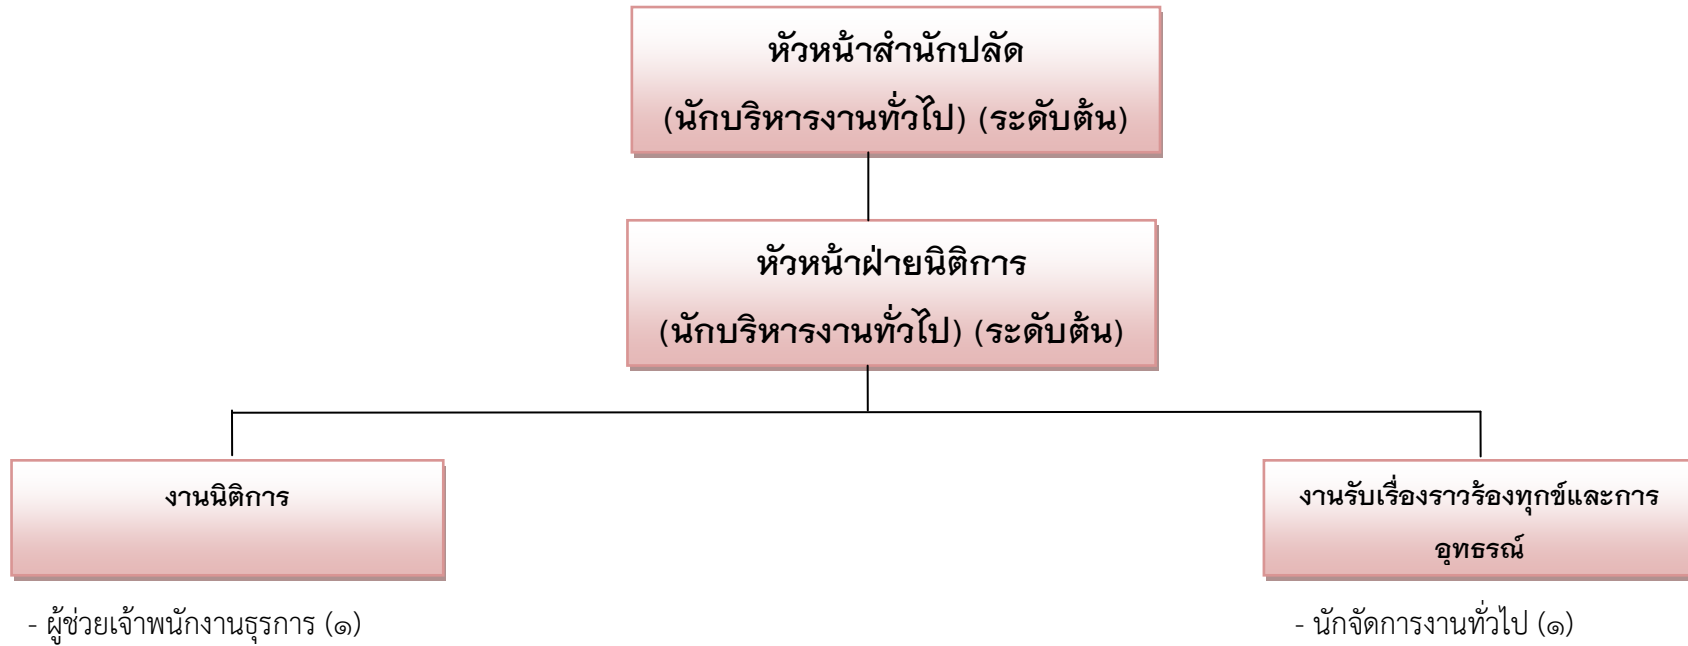 หัวหน้าสำนักปลัด
(นักบริหารงานทั่วไป) (ระดับต้น)
หัวหน้าฝ่ายนิติการ
(นักบริหารงานทั่วไป) (ระดับต้น)
งานนิติการ
- ผู้ช่วยเจ้าพนักงานธุรการ (๑)
งานรับเรื่องราวร้องทุกข์และการ
อุทธรณ์
- นักจัดการงานทั่วไป (๑)